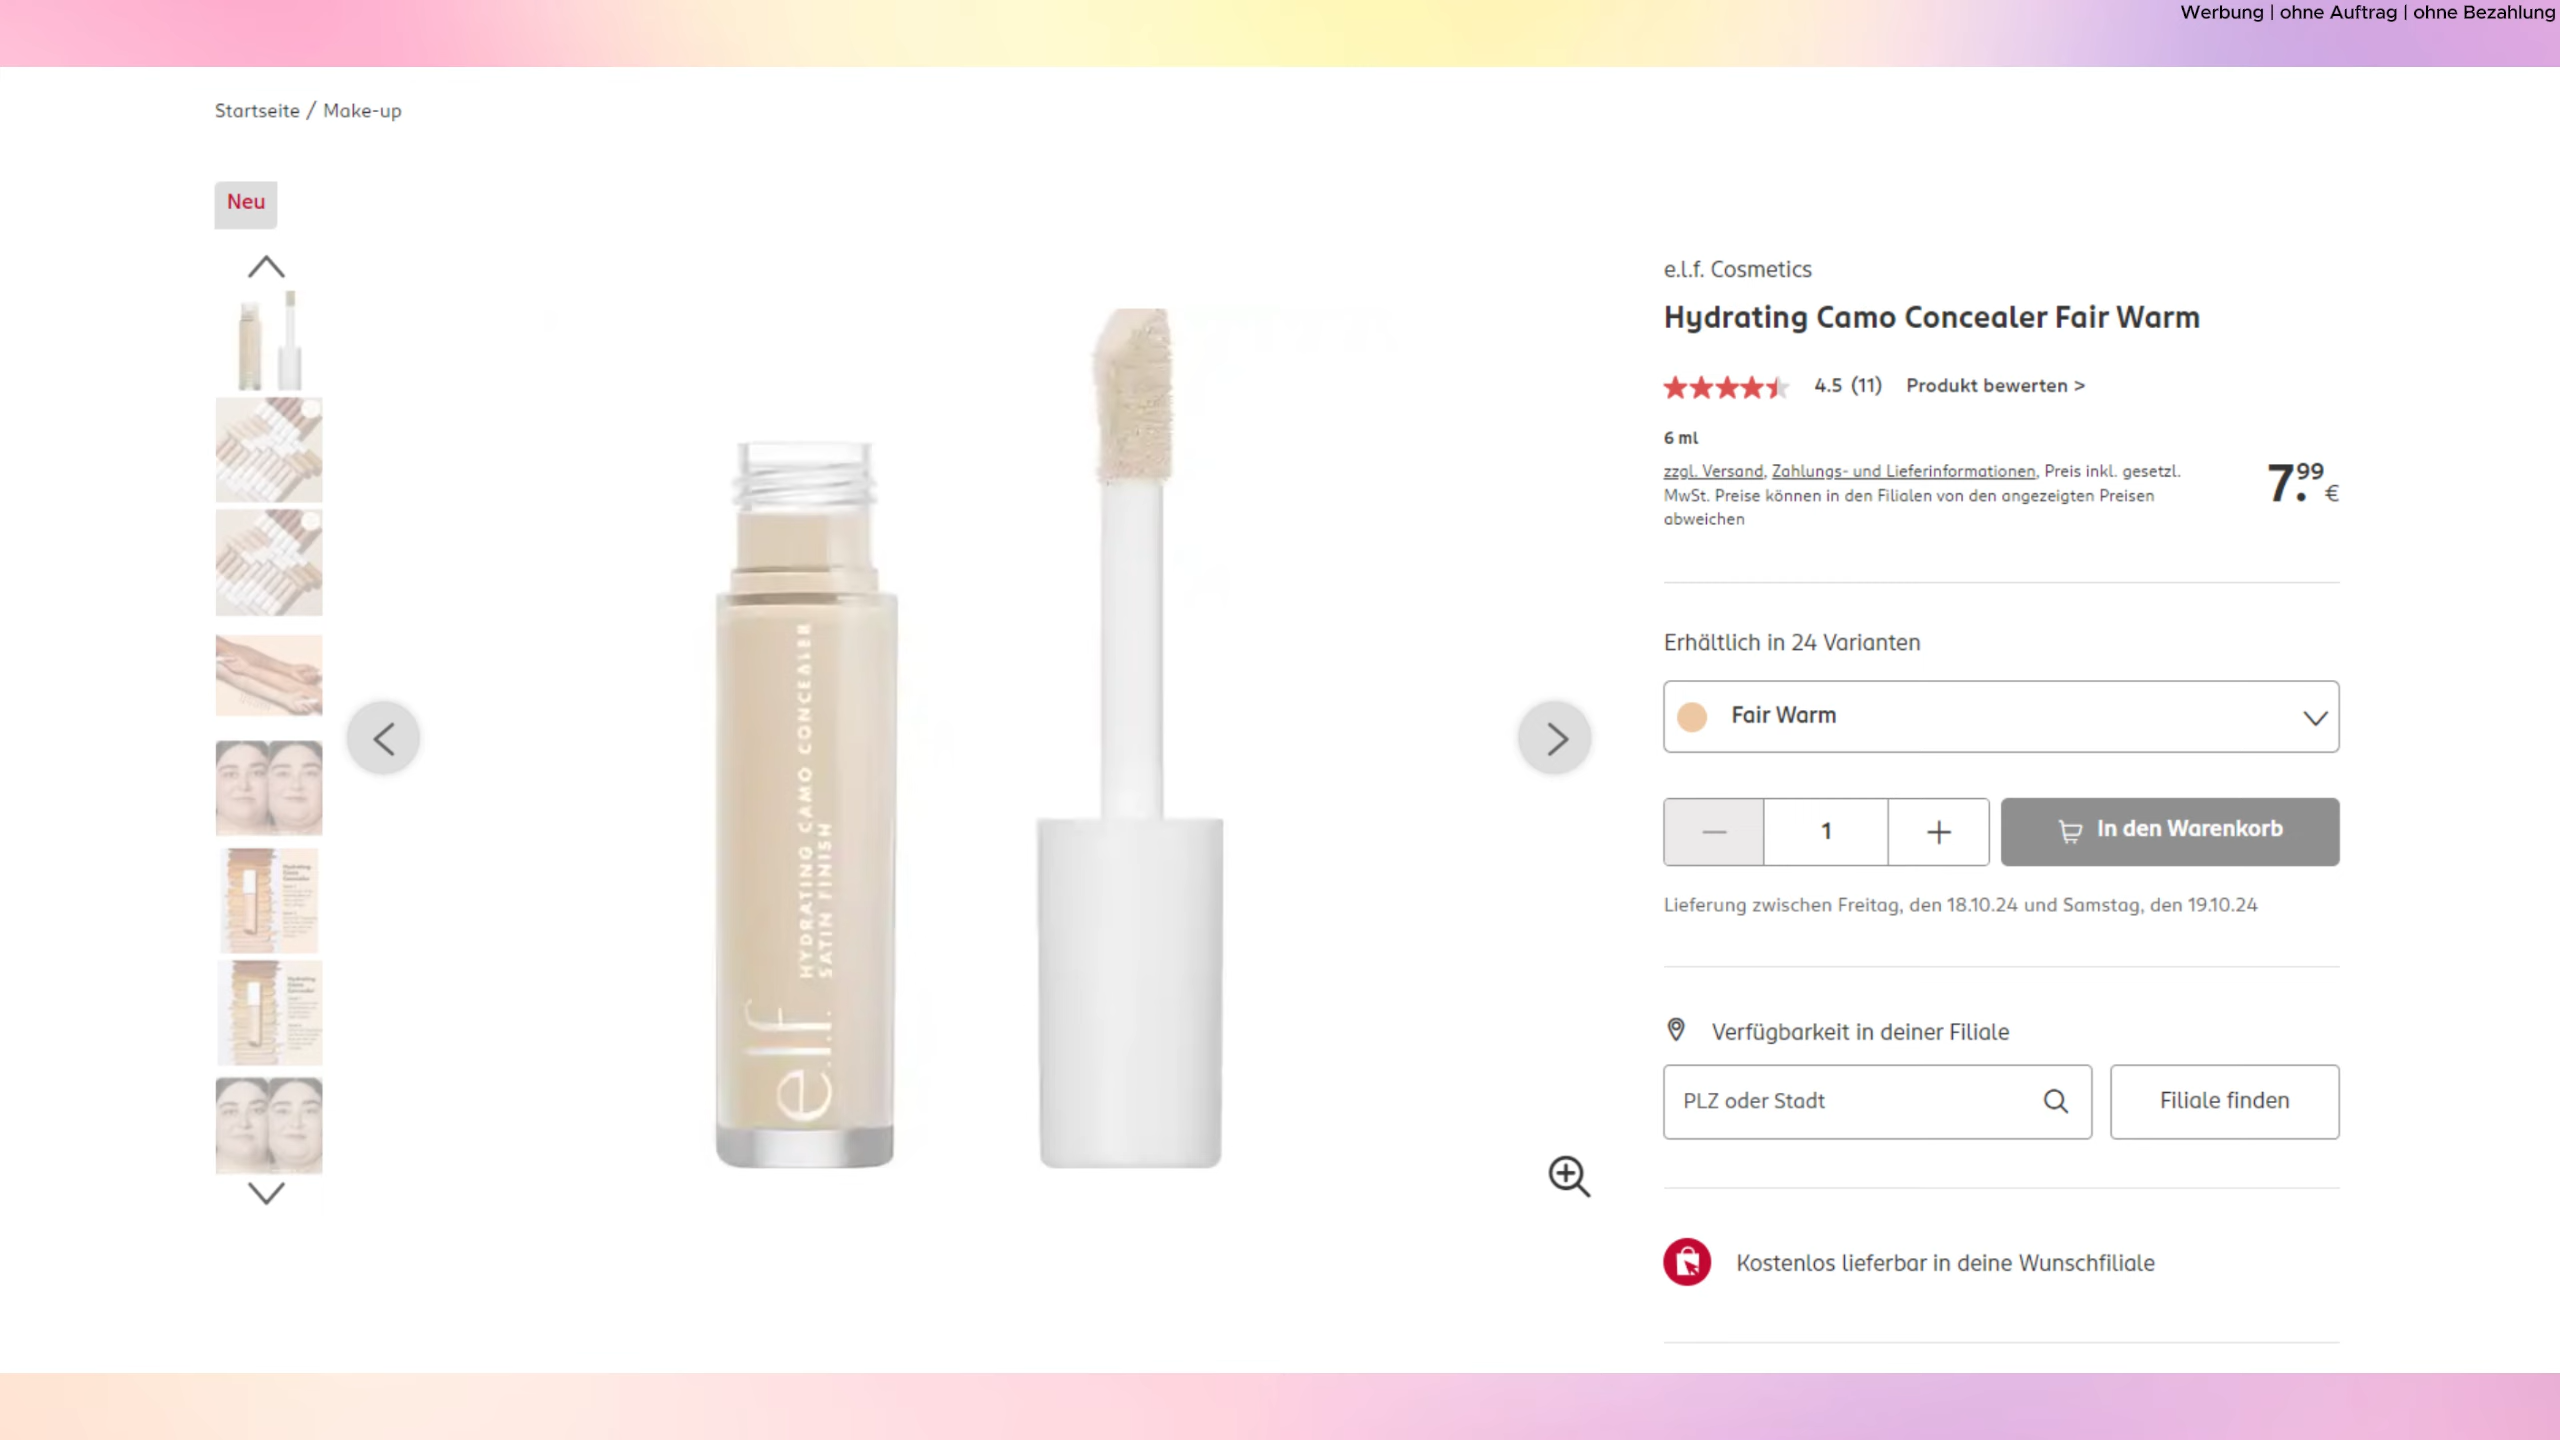 Werbung | ohne Auftrag | ohne Bezahlung
Startseite / Make-up
Neu
HYDRATING CAMO CONCEALER
SATIN FINISH
e.l.f.
e.l.f. Cosmetics
Hydrating Camo Concealer Fair Warm
4.5 (11) Produkt bewerten >
6 ml
zzgl. Versand, Zahlungs- und Lieferinformationen, Preis inkl. gesetzl.
MwSt. Preise können in den Filialen von den angezeigten Preisen
abweichen
7.99 €
Erhältlich in 24 Varianten
Fair Warm
1
In den Warenkorb
Lieferung zwischen Freitag, den 18.10.24 und Samstag, den 19.10.24
Verfügbarkeit in deiner Filiale
PLZ oder Stadt
Filiale finden
Kostenlos lieferbar in deine Wunschfiliale